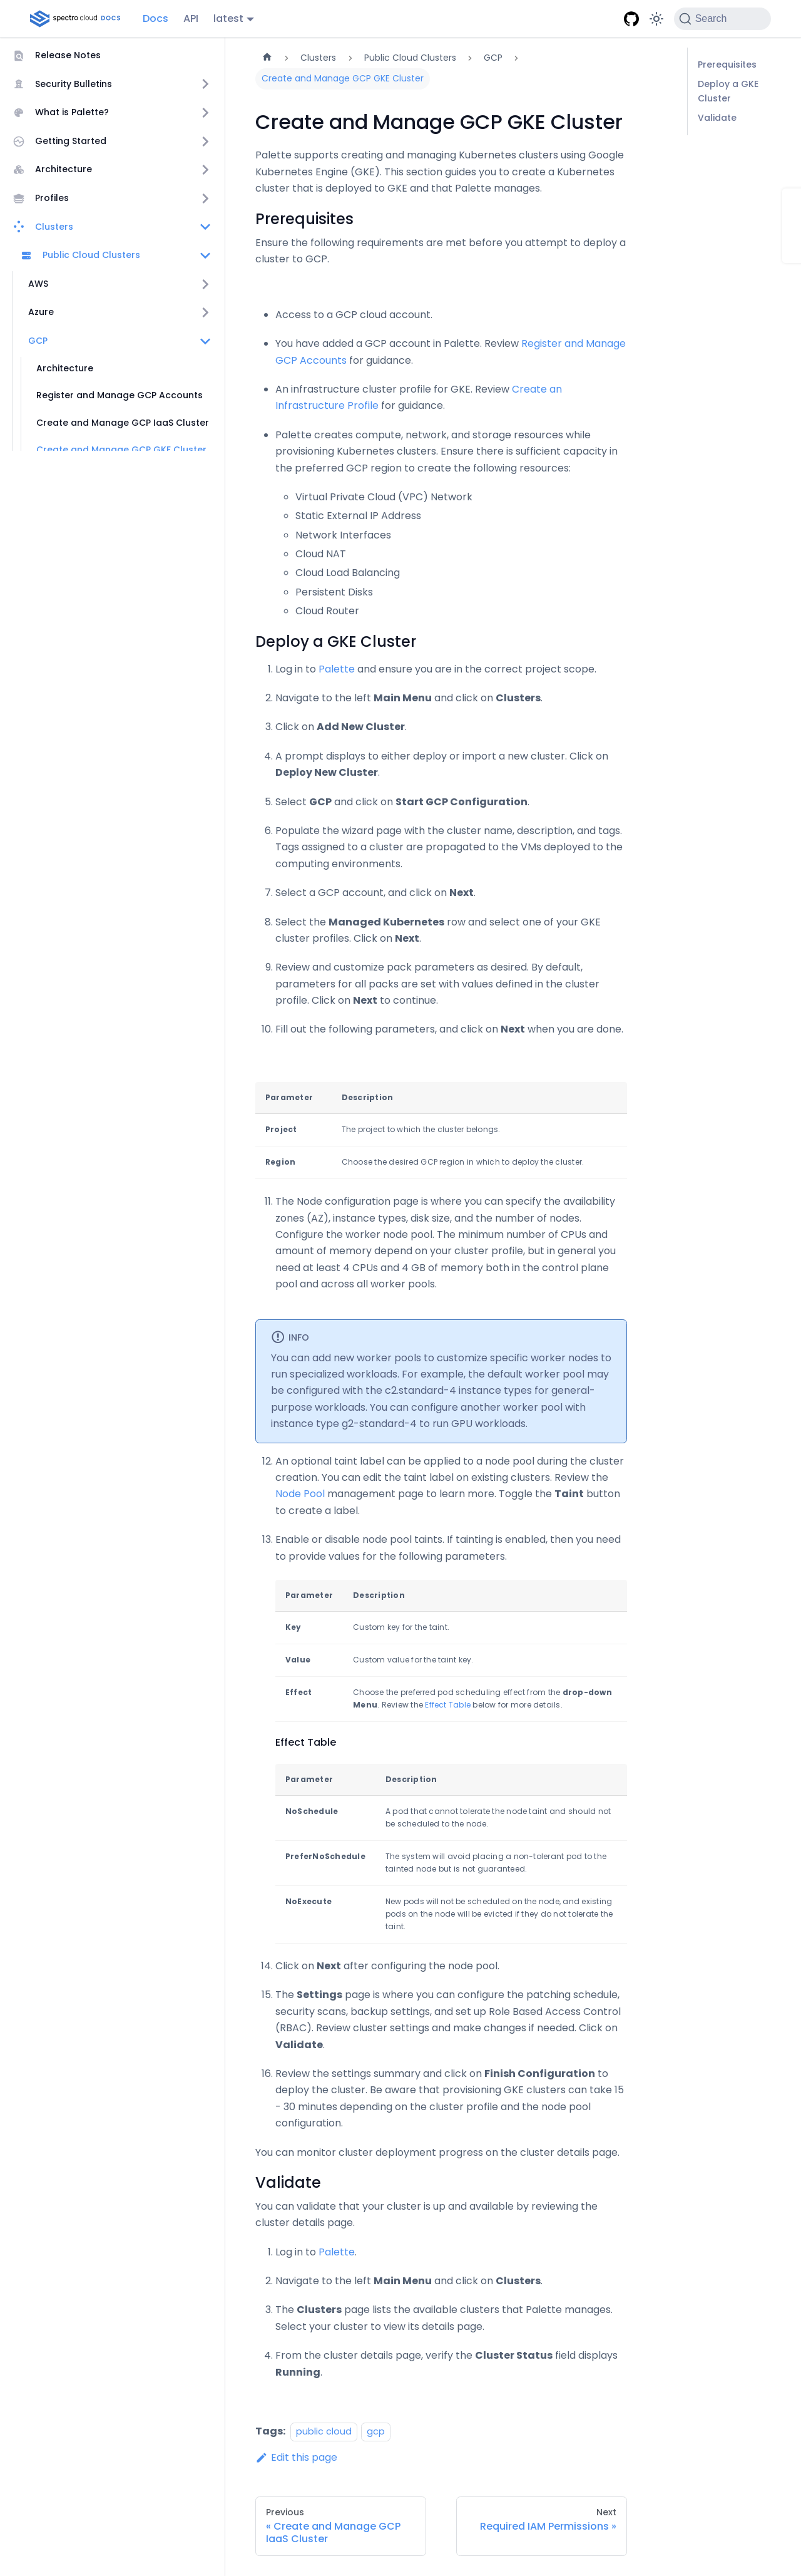 spectro cloud DOCS
Docs
API
latest
Search
Release Notes
Security Bulletins
What is Palette?
Getting Started
Architecture
Profiles
Clusters
Public Cloud Clusters
AWS
Azure
GCP
Architecture
Register and Manage GCP Accounts
Create and Manage GCP IaaS Cluster
Create and Manage GCP GKE Cluster
Clusters
Public Cloud Clusters
GCP
Create and Manage GCP GKE Cluster
Create and Manage GCP GKE Cluster
Palette supports creating and managing Kubernetes clusters using Google
Kubernetes Engine (GKE). This section guides you to create a Kubernetes
cluster that is deployed to GKE and that Palette manages.
Prerequisites
Ensure the following requirements are met before you attempt to deploy a
cluster to GCP.
Access to a GCP cloud account.
You have added a GCP account in Palette. Review Register and Manage
GCP Accounts for guidance.
An infrastructure cluster profile for GKE. Review Create an
Infrastructure Profile for guidance.
Palette creates compute, network, and storage resources while
provisioning Kubernetes clusters. Ensure there is sufficient capacity in
the preferred GCP region to create the following resources:
Virtual Private Cloud (VPC) Network
Static External IP Address
Network Interfaces
Cloud NAT
Cloud Load Balancing
Persistent Disks
Cloud Router
Deploy a GKE Cluster
1. Log in to Palette and ensure you are in the correct project scope.
2. Navigate to the left Main Menu and click on Clusters.
3. Click on Add New Cluster.
4. A prompt displays to either deploy or import a new cluster. Click on
Deploy New Cluster.
5. Select GCP and click on Start GCP Configuration.
6. Populate the wizard page with the cluster name, description, and tags.
Tags assigned to a cluster are propagated to the VMs deployed to the
computing environments.
7. Select a GCP account, and click on Next.
8. Select the Managed Kubernetes row and select one of your GKE
cluster profiles. Click on Next.
9. Review and customize pack parameters as desired. By default,
parameters for all packs are set with values defined in the cluster
profile. Click on Next to continue.
10. Fill out the following parameters, and click on Next when you are done.
Parameter Description
Project The project to which the cluster belongs.
Region Choose the desired GCP region in which to deploy the cluster.
11. The Node configuration page is where you can specify the availability
zones (AZ), instance types, disk size, and the number of nodes.
Configure the worker node pool. The minimum number of CPUs and
amount of memory depend on your cluster profile, but in general you
need at least 4 CPUs and 4 GB of memory both in the control plane
pool and across all worker pools.
INFO
You can add new worker pools to customize specific worker nodes to
run specialized workloads. For example, the default worker pool may
be configured with the c2.standard-4 instance types for general-
purpose workloads. You can configure another worker pool with
instance type g2-standard-4 to run GPU workloads.
12. An optional taint label can be applied to a node pool during the cluster
creation. You can edit the taint label on existing clusters. Review the
Node Pool management page to learn more. Toggle the Taint button
to create a label.
13. Enable or disable node pool taints. If tainting is enabled, then you need
to provide values for the following parameters.
Parameter Description
Key Custom key for the taint.
Value Custom value for the taint key.
Effect Choose the preferred pod scheduling effect from the drop-down
Menu. Review the Effect Table below for more details.
Effect Table
Parameter Description
NoSchedule A pod that cannot tolerate the node taint and should not
be scheduled to the node.
PreferNoSchedule The system will avoid placing a non-tolerant pod to the
tainted node but is not guaranteed.
NoExecute New pods will not be scheduled on the node, and existing
pods on the node will be evicted if they do not tolerate the
taint.
14. Click on Next after configuring the node pool.
15. The Settings page is where you can configure the patching schedule,
security scans, backup settings, and set up Role Based Access Control
(RBAC). Review cluster settings and make changes if needed. Click on
Validate.
16. Review the settings summary and click on Finish Configuration to
deploy the cluster. Be aware that provisioning GKE clusters can take 15
- 30 minutes depending on the cluster profile and the node pool
configuration.
You can monitor cluster deployment progress on the cluster details page.
Validate
You can validate that your cluster is up and available by reviewing the
cluster details page.
1. Log in to Palette.
2. Navigate to the left Main Menu and click on Clusters.
3. The Clusters page lists the available clusters that Palette manages.
Select your cluster to view its details page.
4. From the cluster details page, verify the Cluster Status field displays
Running.
Tags: public cloud gcp
Edit this page
Previous
« Create and Manage GCP
IaaS Cluster
Next
Required IAM Permissions »
Prerequisites
Deploy a GKE
Cluster
Validate